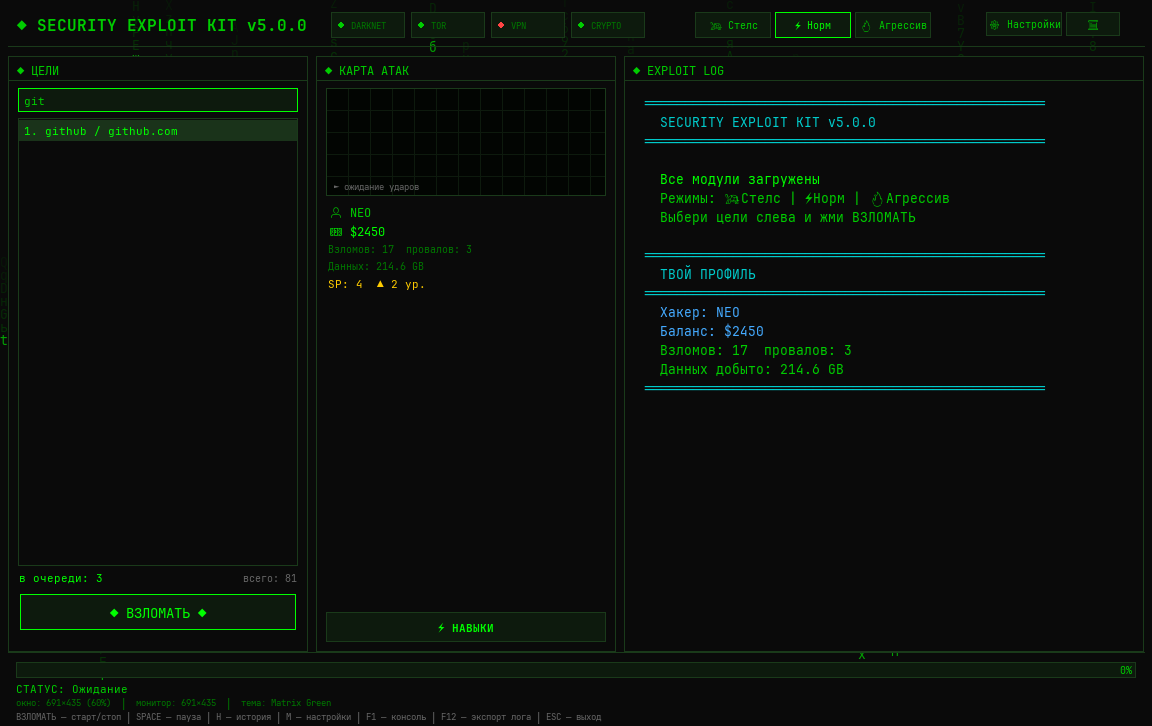 ◆ SECURITY EXPLOIT KIT v5.0.0
◆ DARKNET ◆ TOR ◆ VPN ◆ CRYPTO
Стелс ⚡ Норм Агрессив
Настройки
◆ ЦЕЛИ
git
1. github / github.com
в очереди: 3 всего: 81
◆ ВЗЛОМАТЬ ◆
◆ КАРТА АТАК
← ожидание ударов
NEO
$2450
Взломов: 17 провалов: 3
Данных: 214.6 GB
SP: 4 ▲ 2 ур.
⚡ НАВЫКИ
◆ EXPLOIT LOG
SECURITY EXPLOIT KIT v5.0.0
Все модули загружены
Режимы: Стелс | ⚡Норм | Агрессив
Выбери цели слева и жми ВЗЛОМАТЬ
ТВОЙ ПРОФИЛЬ
Хакер: NEO
Баланс: $2450
Взломов: 17 провалов: 3
Данных добыто: 214.6 GB
0%
СТАТУС: Ожидание
окно: 691×435 (60%) | монитор: 691×435 | тема: Matrix Green
ВЗЛОМАТЬ — старт/стоп | SPACE — пауза | H — история | M — настройки | F1 — консоль | F12 — экспорт лога | ESC — выход